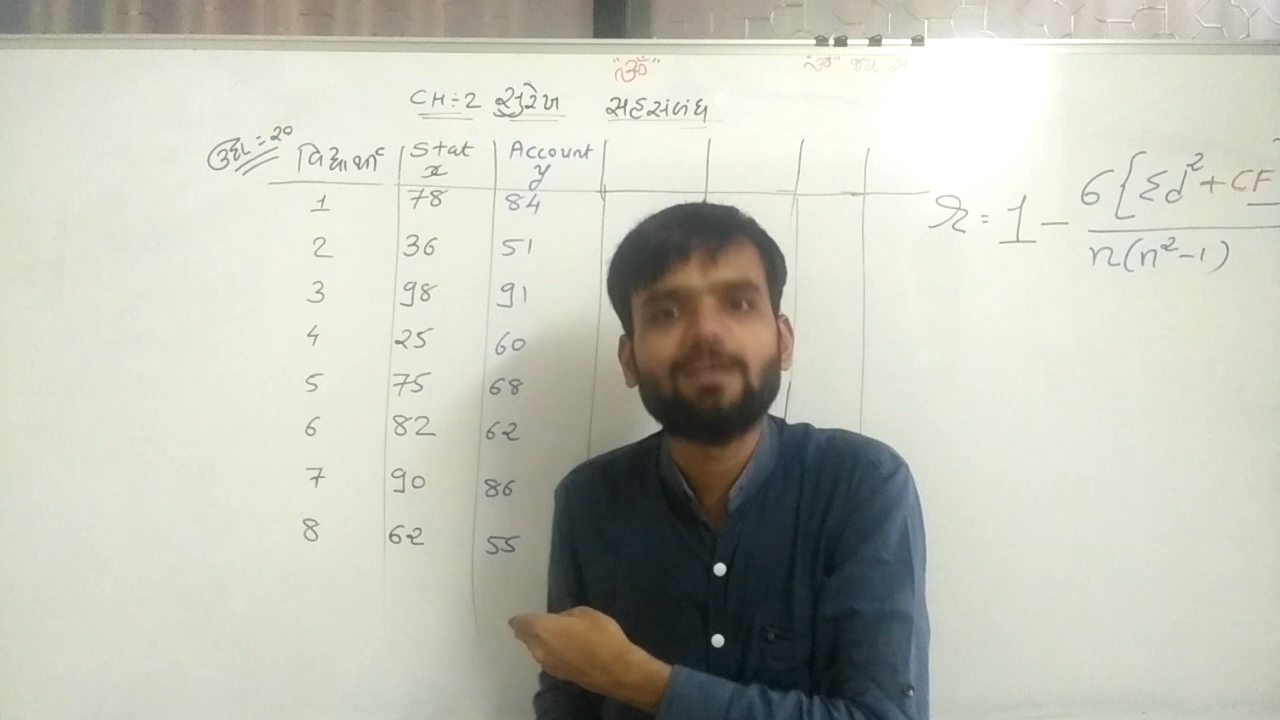 "ૐ"
"ૐ" જય
CH:-2 સુરેખ સહસંબંધ
ઉદા:-20
વિદ્યાર્થી Stat x Account y
1 78 84
2 36 51
3 98 91
4 25 60
5 75 68
6 82 62
7 90 86
8 62 55
r = 1 - 6{Σd²+CF
n(n²-1)